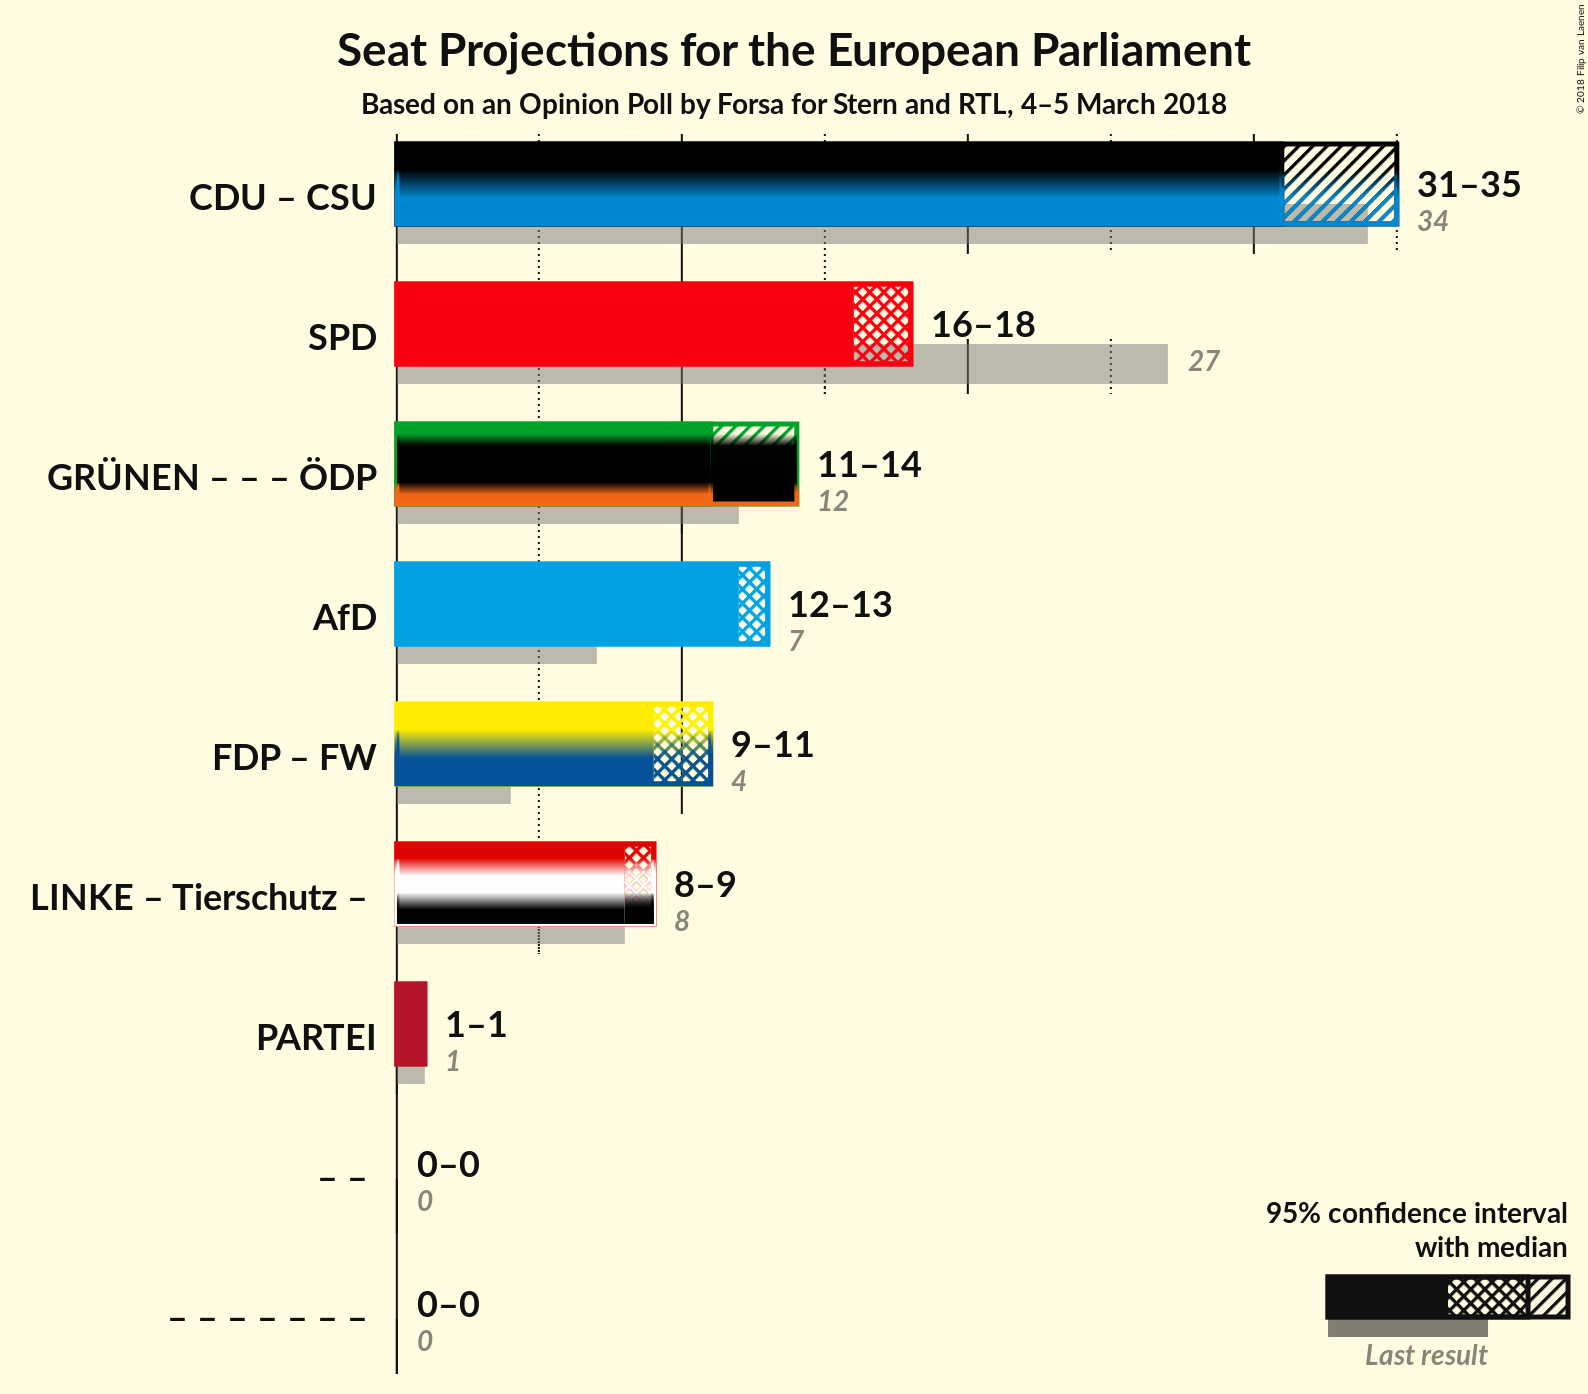 Seat Projections for the European Parliament
Based on an Opinion Poll by Forsa for Stern and RTL, 4–5 March 2018
© 2018 Filip van Laenen
CDU – CSU
31–35
34
SPD
16–18
27
GRÜNEN – – – ÖDP
11–14
12
AfD
12–13
7
FDP – FW
9–11
4
LINKE – Tierschutz –
8–9
8
PARTEI
1–1
1
– –
0–0
0
– – – – – – –
0–0
0
95% confidence interval
with median
Last result